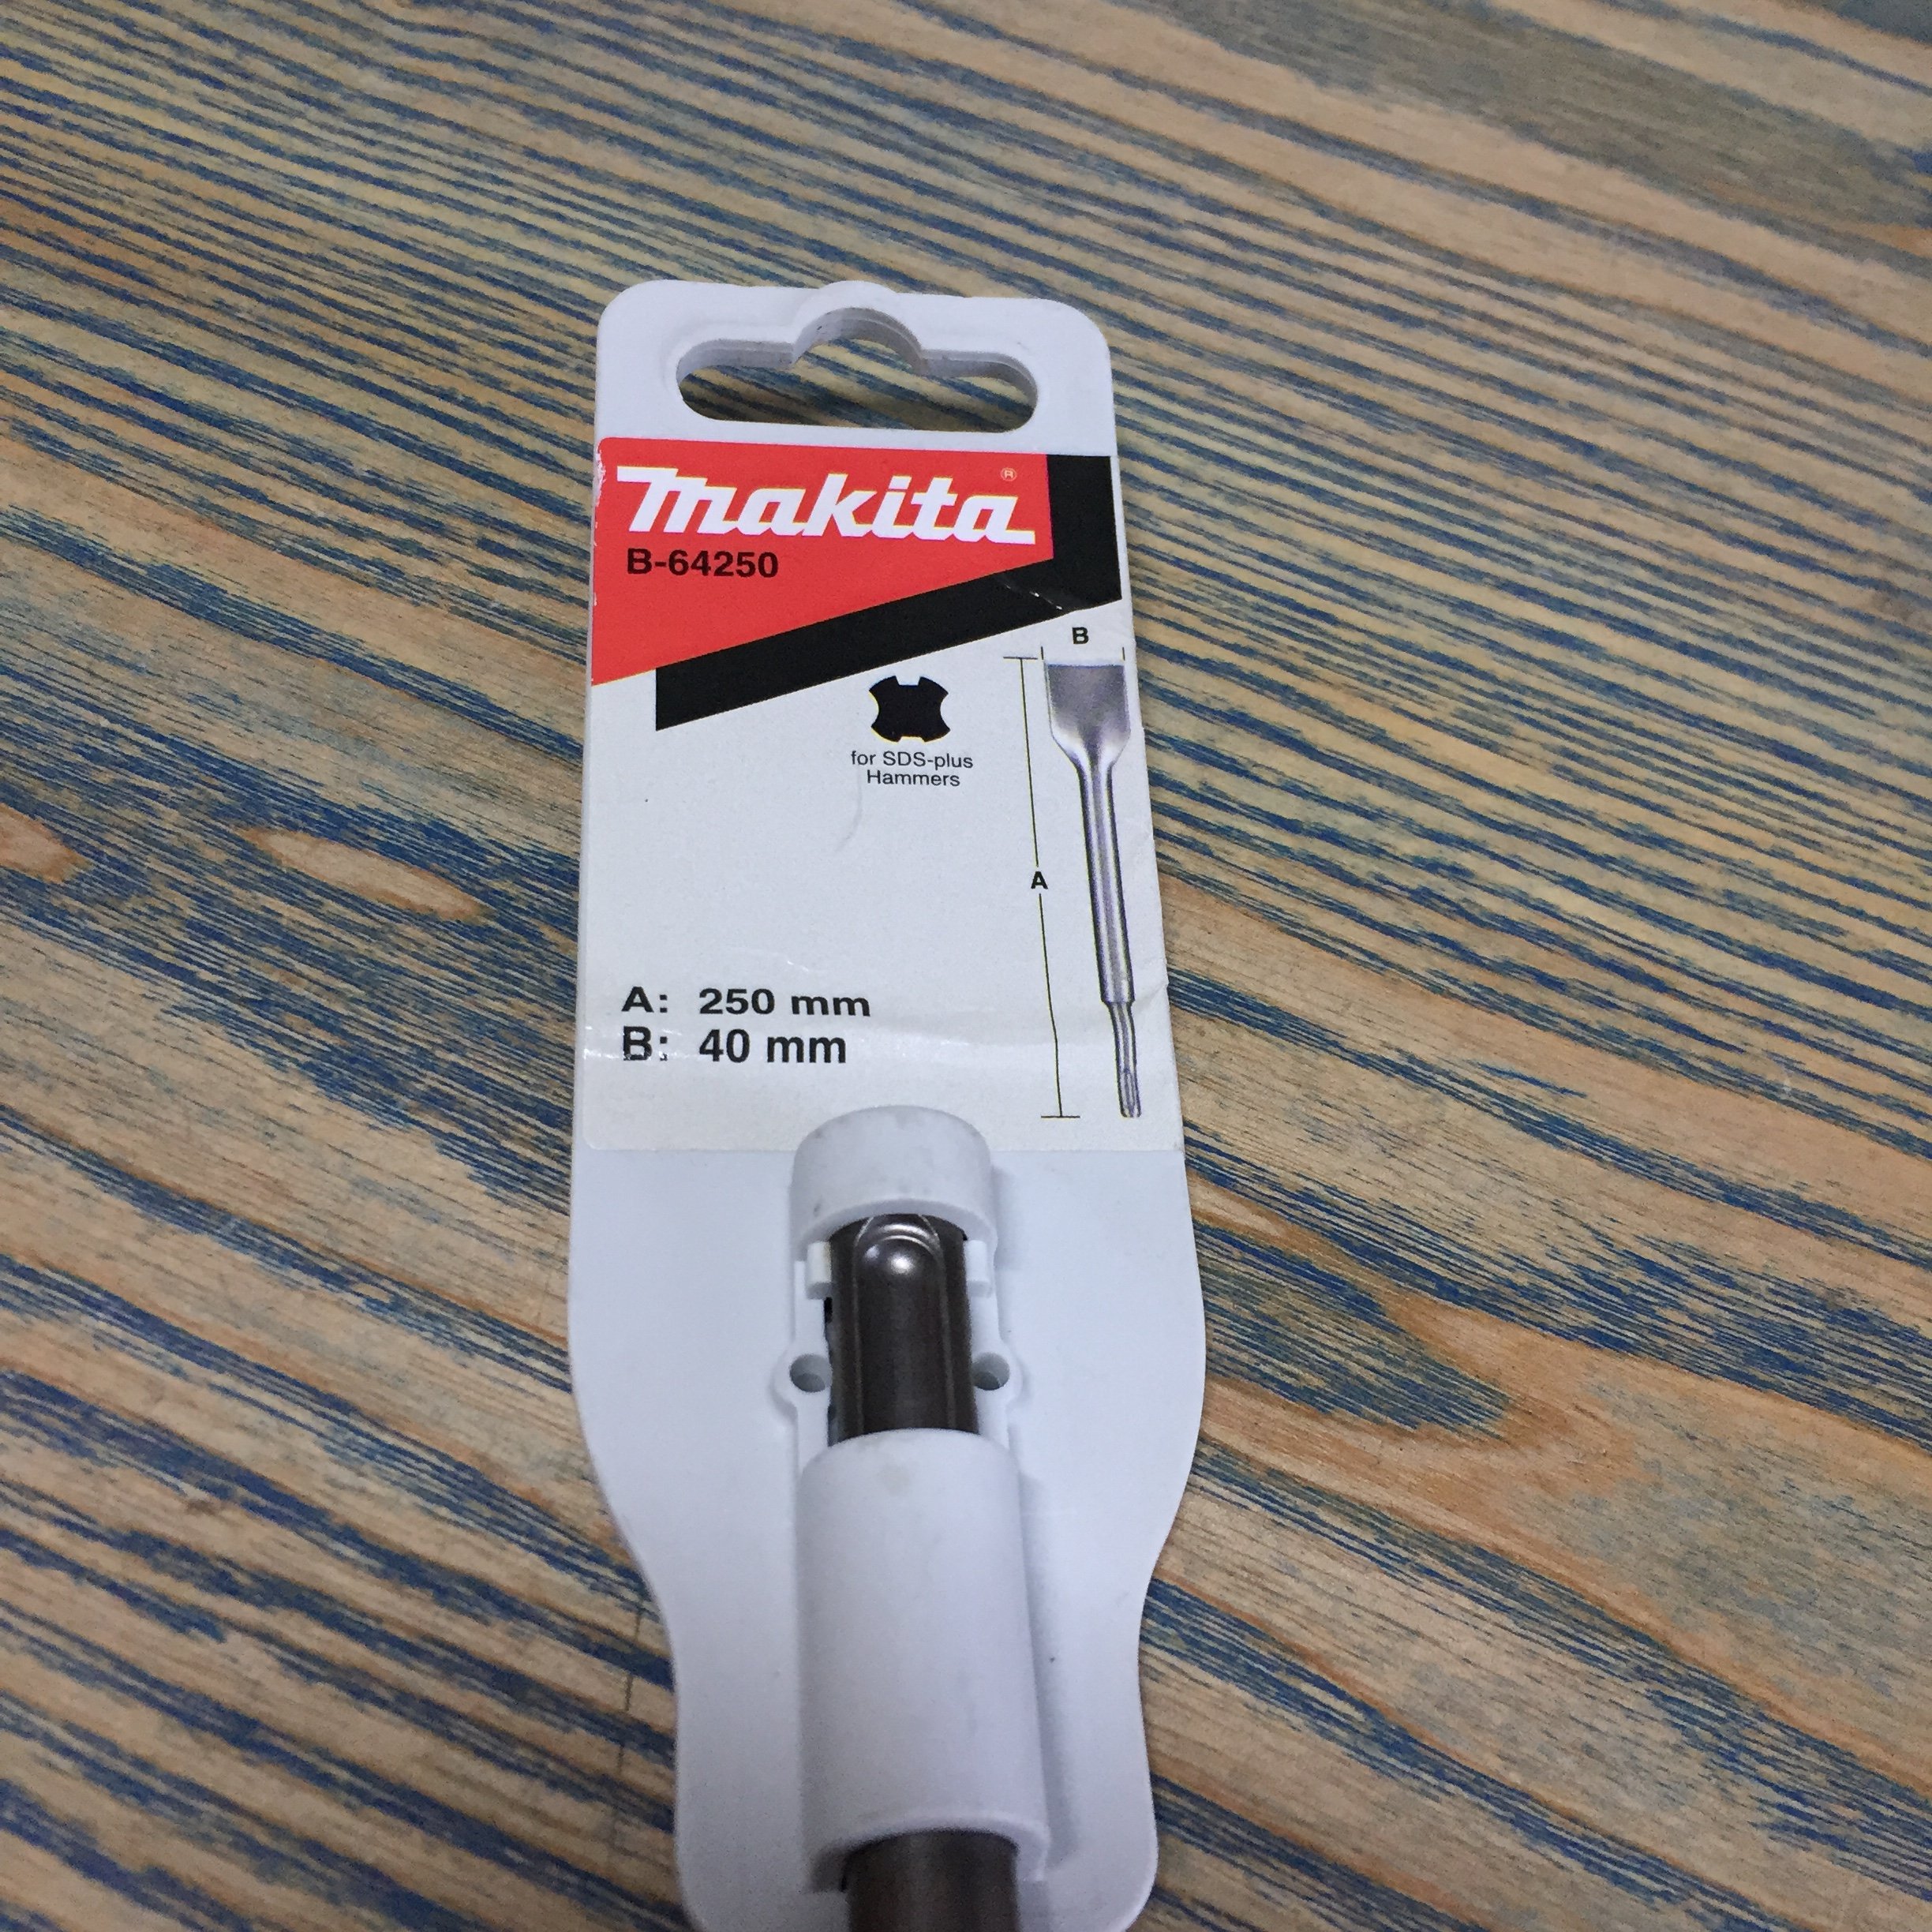 makita®
B-64250
B
for SDS-plus
Hammers
A
A: 250 mm
B: 40 mm